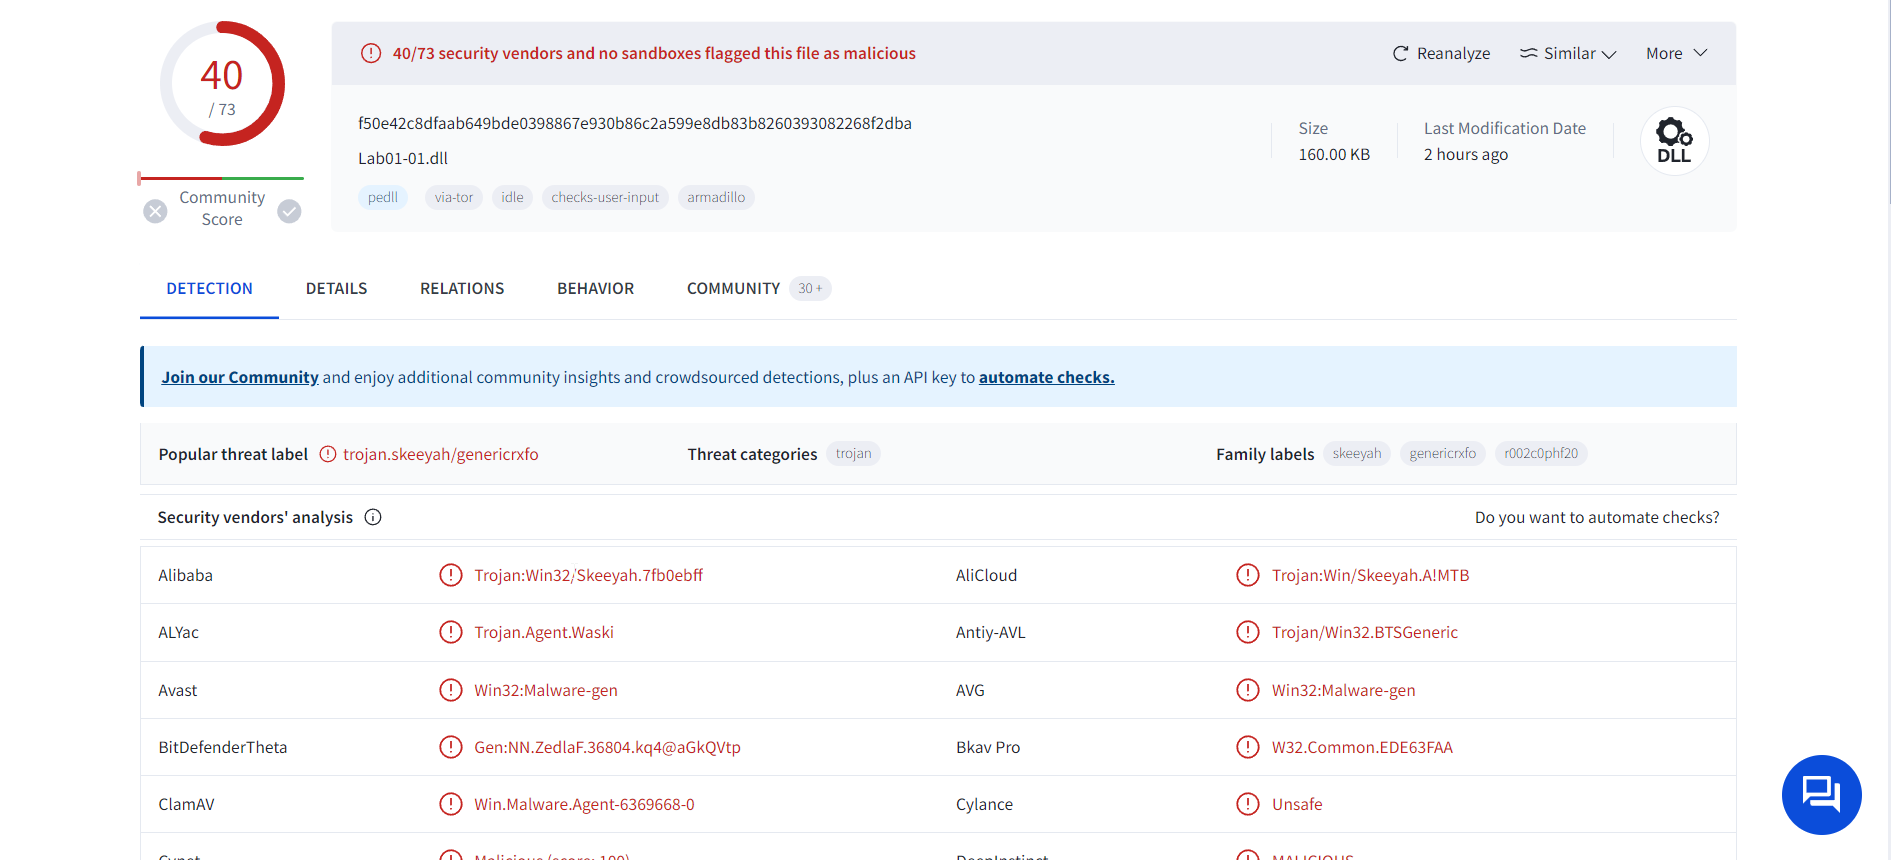 40
/ 73
Community
Score
40/73 security vendors and no sandboxes flagged this file as malicious
Reanalyze
Similar
More
f50e42c8dfaab649bde0398867e930b86c2a599e8db83b8260393082268f2dba
Lab01-01.dll
pedll
via-tor
idle
checks-user-input
armadillo
Size
160.00 KB
Last Modification Date
2 hours ago
DLL
DETECTION
DETAILS
RELATIONS
BEHAVIOR
COMMUNITY
30 +
Join our Community and enjoy additional community insights and crowdsourced detections, plus an API key to automate checks.
Popular threat label trojan.skeeyah/genericrxfo
Threat categories trojan
Family labels skeeyah genericrxfo r002c0phf20
Security vendors' analysis
Do you want to automate checks?
Alibaba Trojan:Win32/Skeeyah.7fb0ebff AliCloud Trojan:Win/Skeeyah.A!MTB
ALYac Trojan.Agent.Waski Antiy-AVL Trojan/Win32.BTSGeneric
Avast Win32:Malware-gen AVG Win32:Malware-gen
BitDefenderTheta Gen:NN.ZedlaF.36804.kq4@aGkQVtp Bkav Pro W32.Common.EDE63FAA
ClamAV Win.Malware.Agent-6369668-0 Cylance Unsafe
Cynet Malicious (score: 100) DeepInstinct MALICIOUS